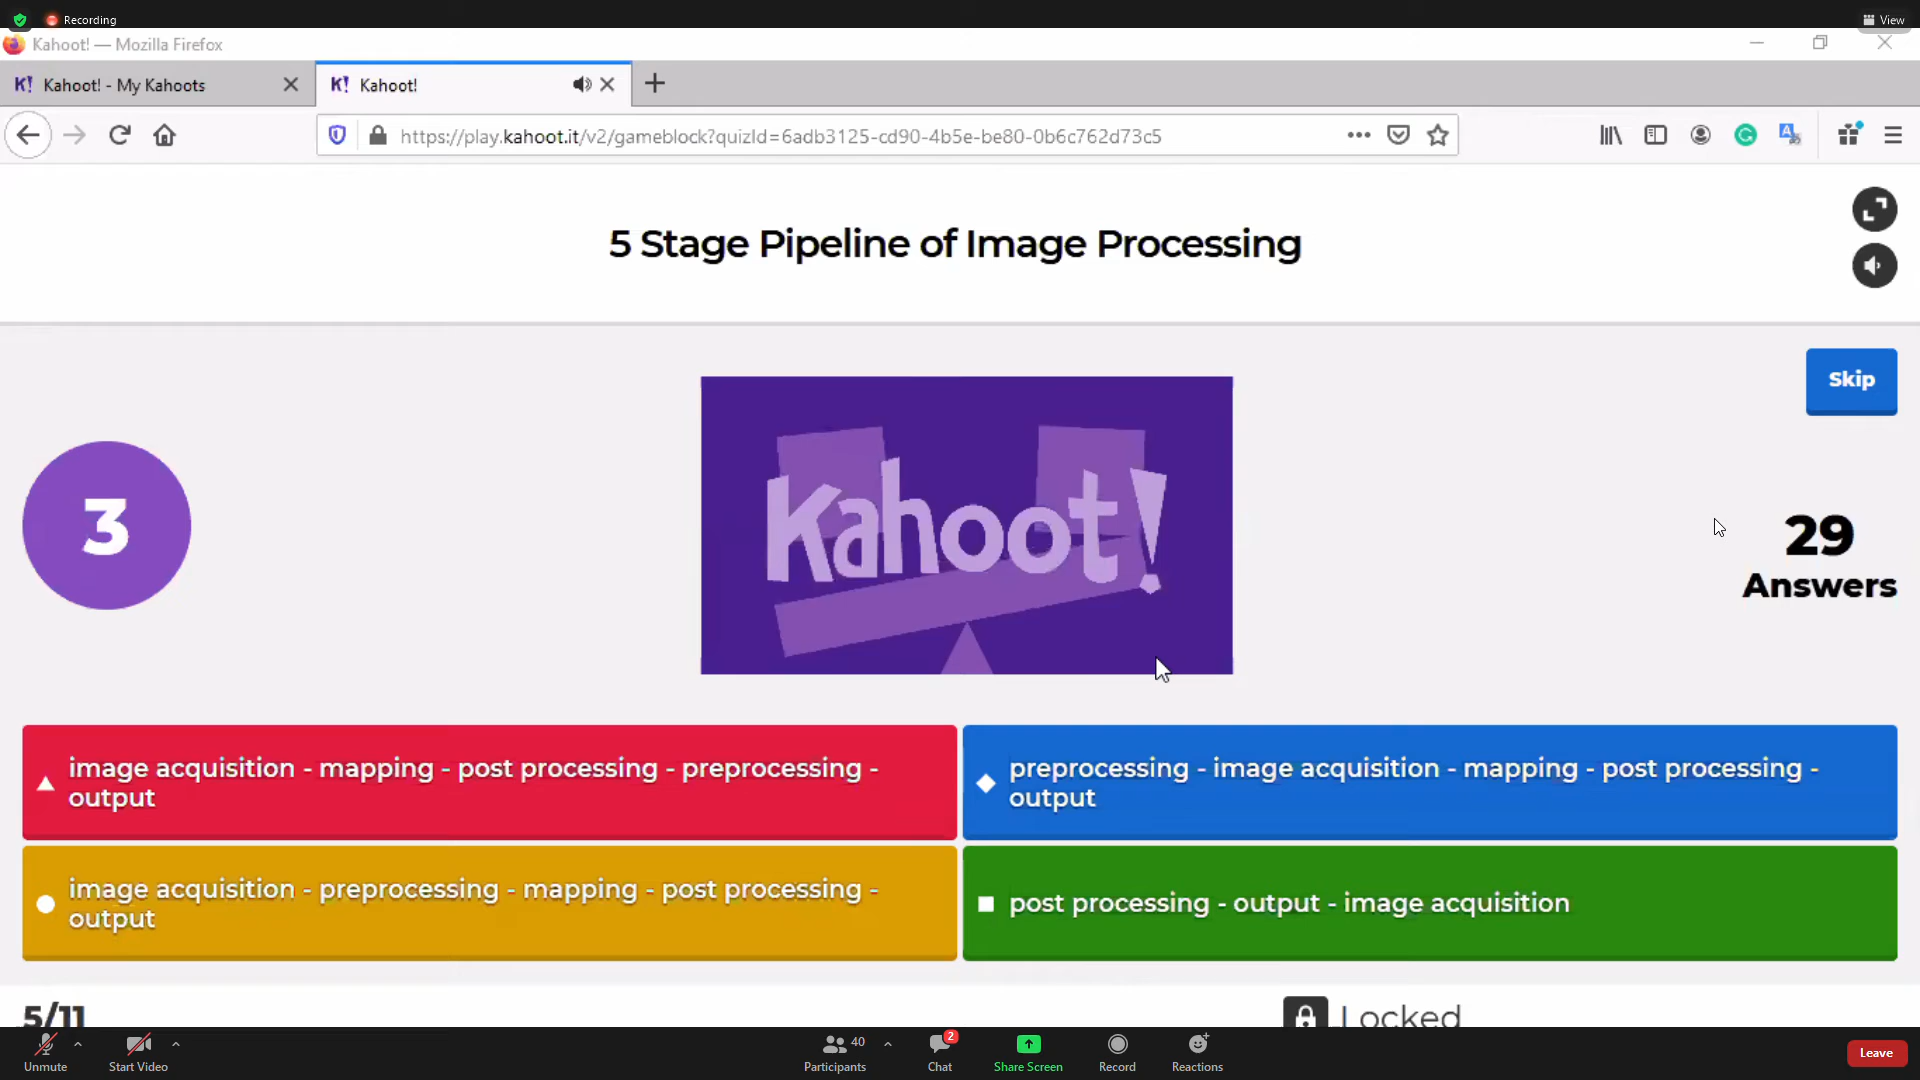 Recording
View
Kahoot! — Mozilla Firefox
K! Kahoot! - My Kahoots
K! Kahoot!
https://play.kahoot.it/v2/gameblock?quizId=6adb3125-cd90-4b5e-be80-0b6c762d73c5
5 Stage Pipeline of Image Processing
Skip
3
Kahoot!
29
Answers
image acquisition - mapping - post processing - preprocessing -
output
preprocessing - image acquisition - mapping - post processing -
output
image acquisition - preprocessing - mapping - post processing -
output
post processing - output - image acquisition
5/11
Locked
Unmute
Start Video
40
Participants
2
Chat
Share Screen
Record
Reactions
Leave